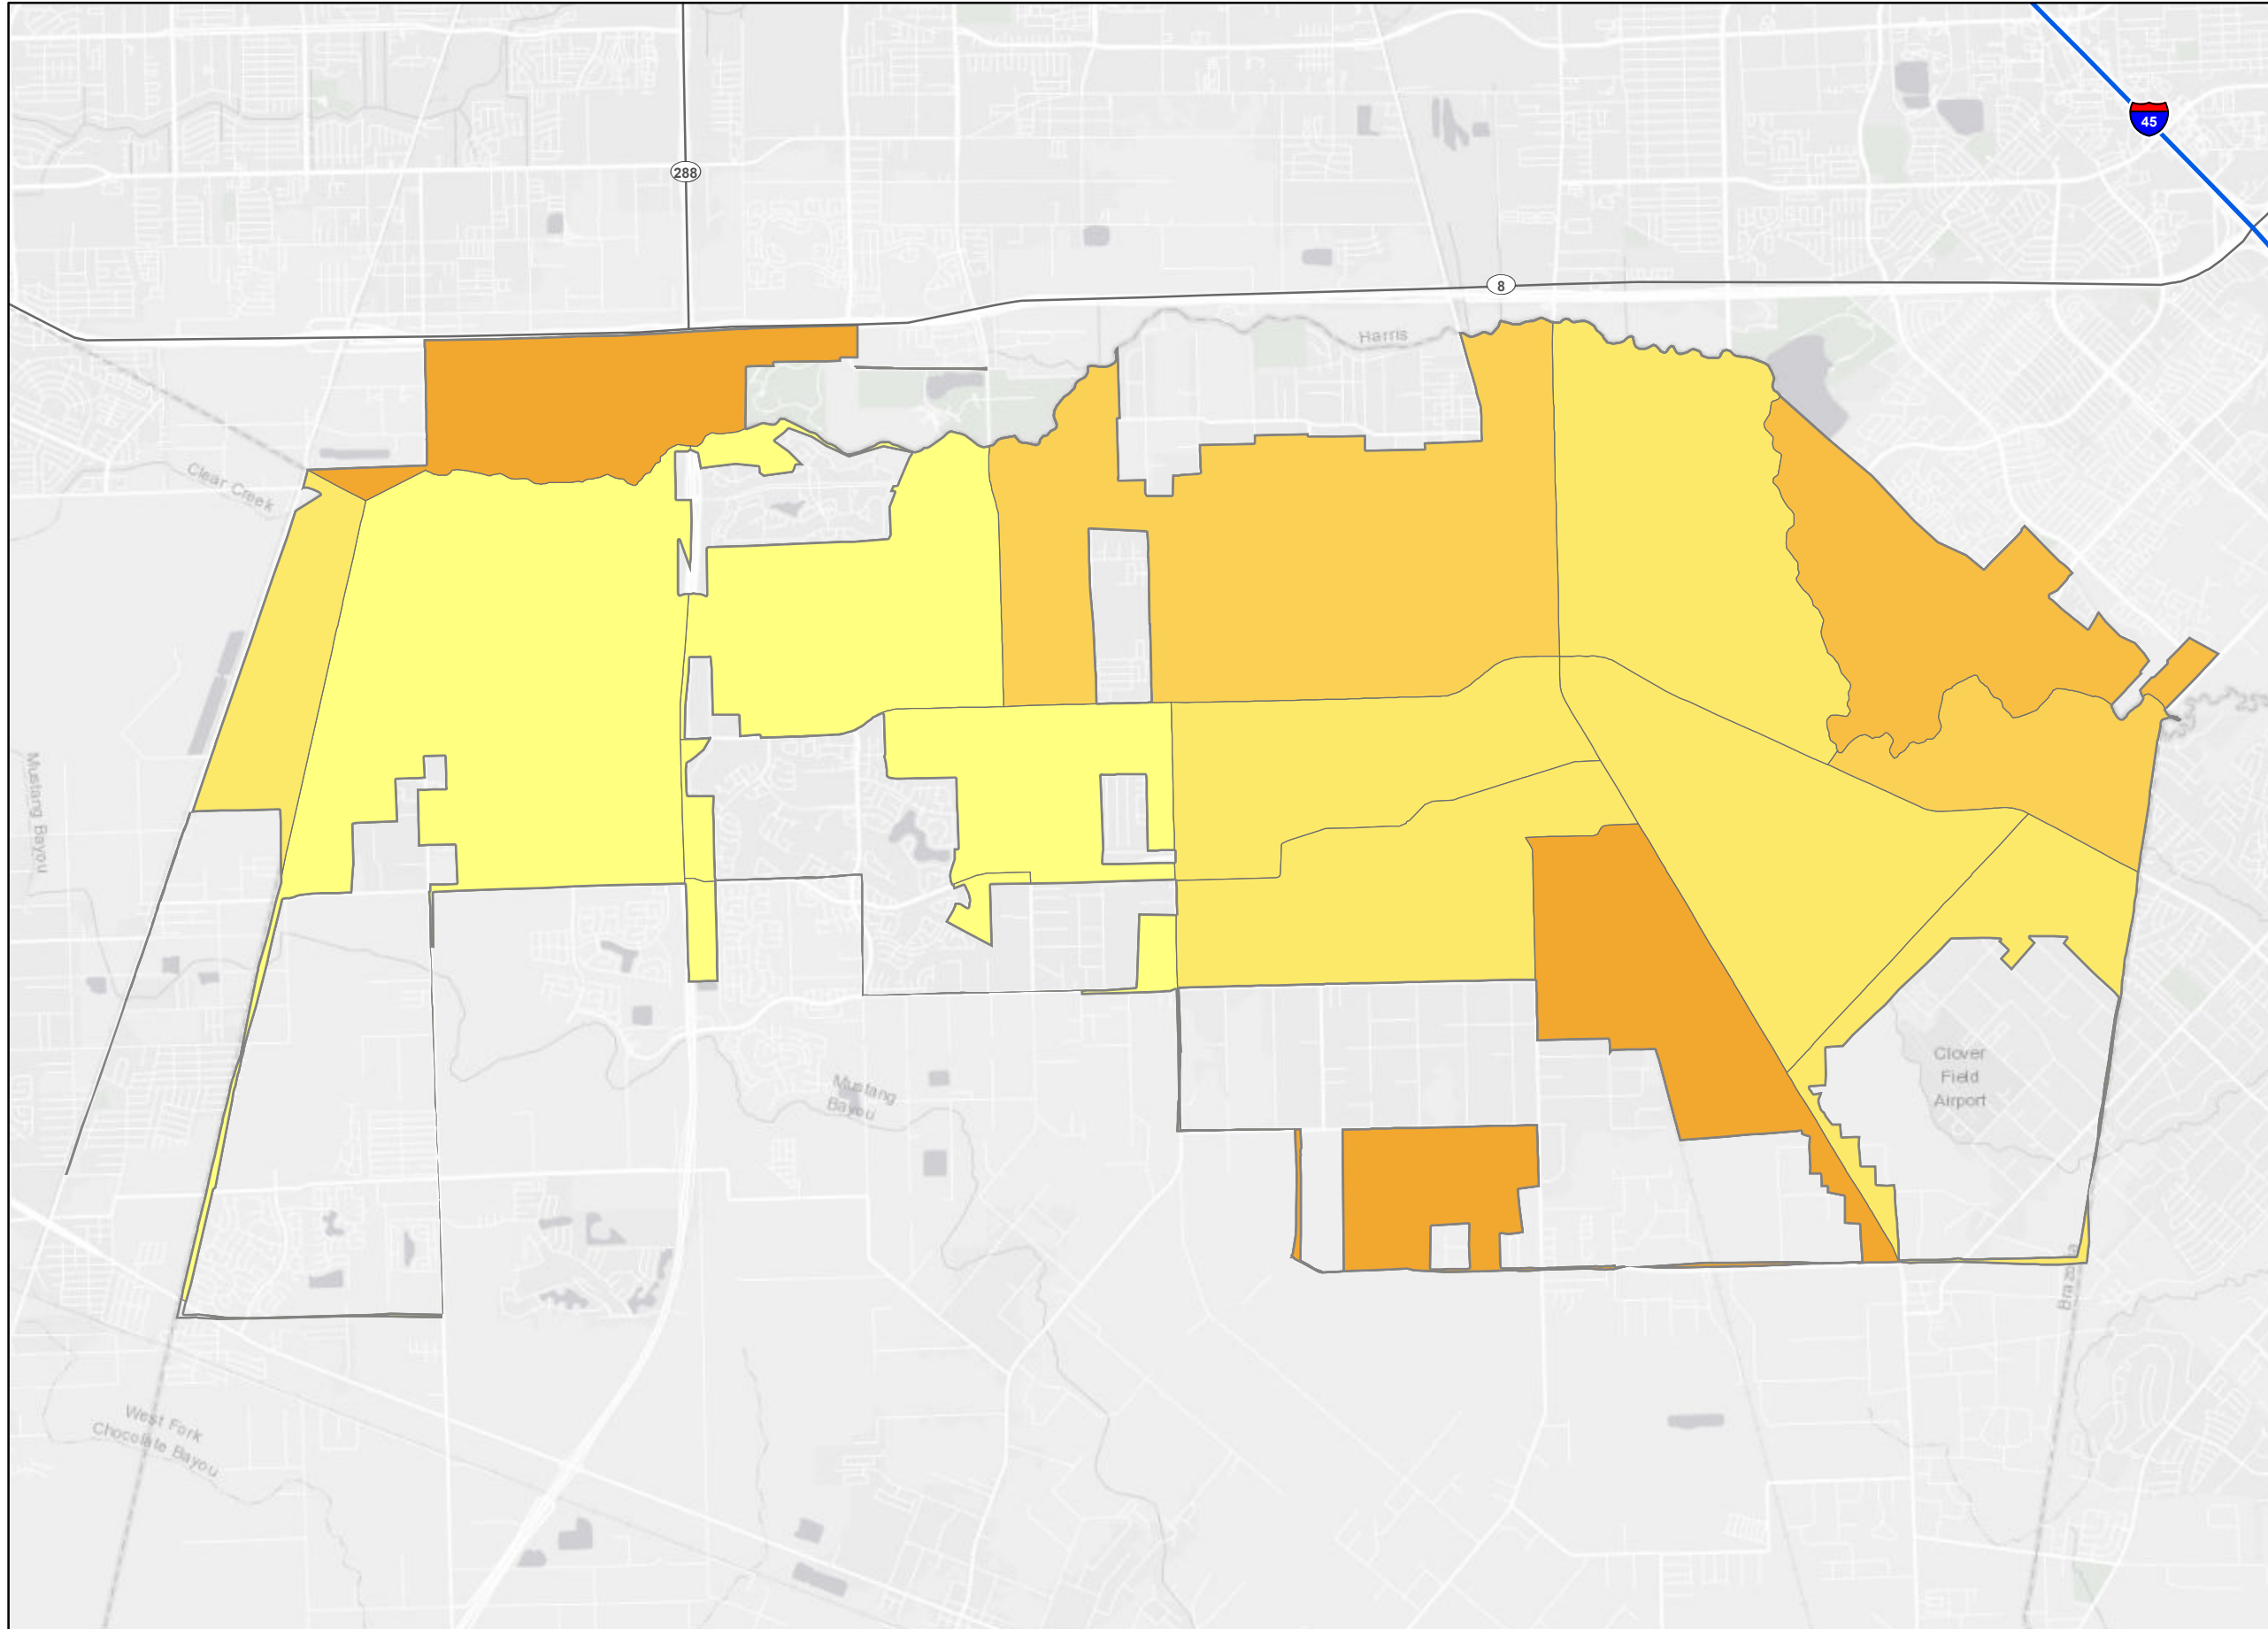 45
288
8
Harris
Clear Creek
Mustang Bayou
Clover
Field
Airport
Mustang
Bayou
West Fork
Chocolate Bayou